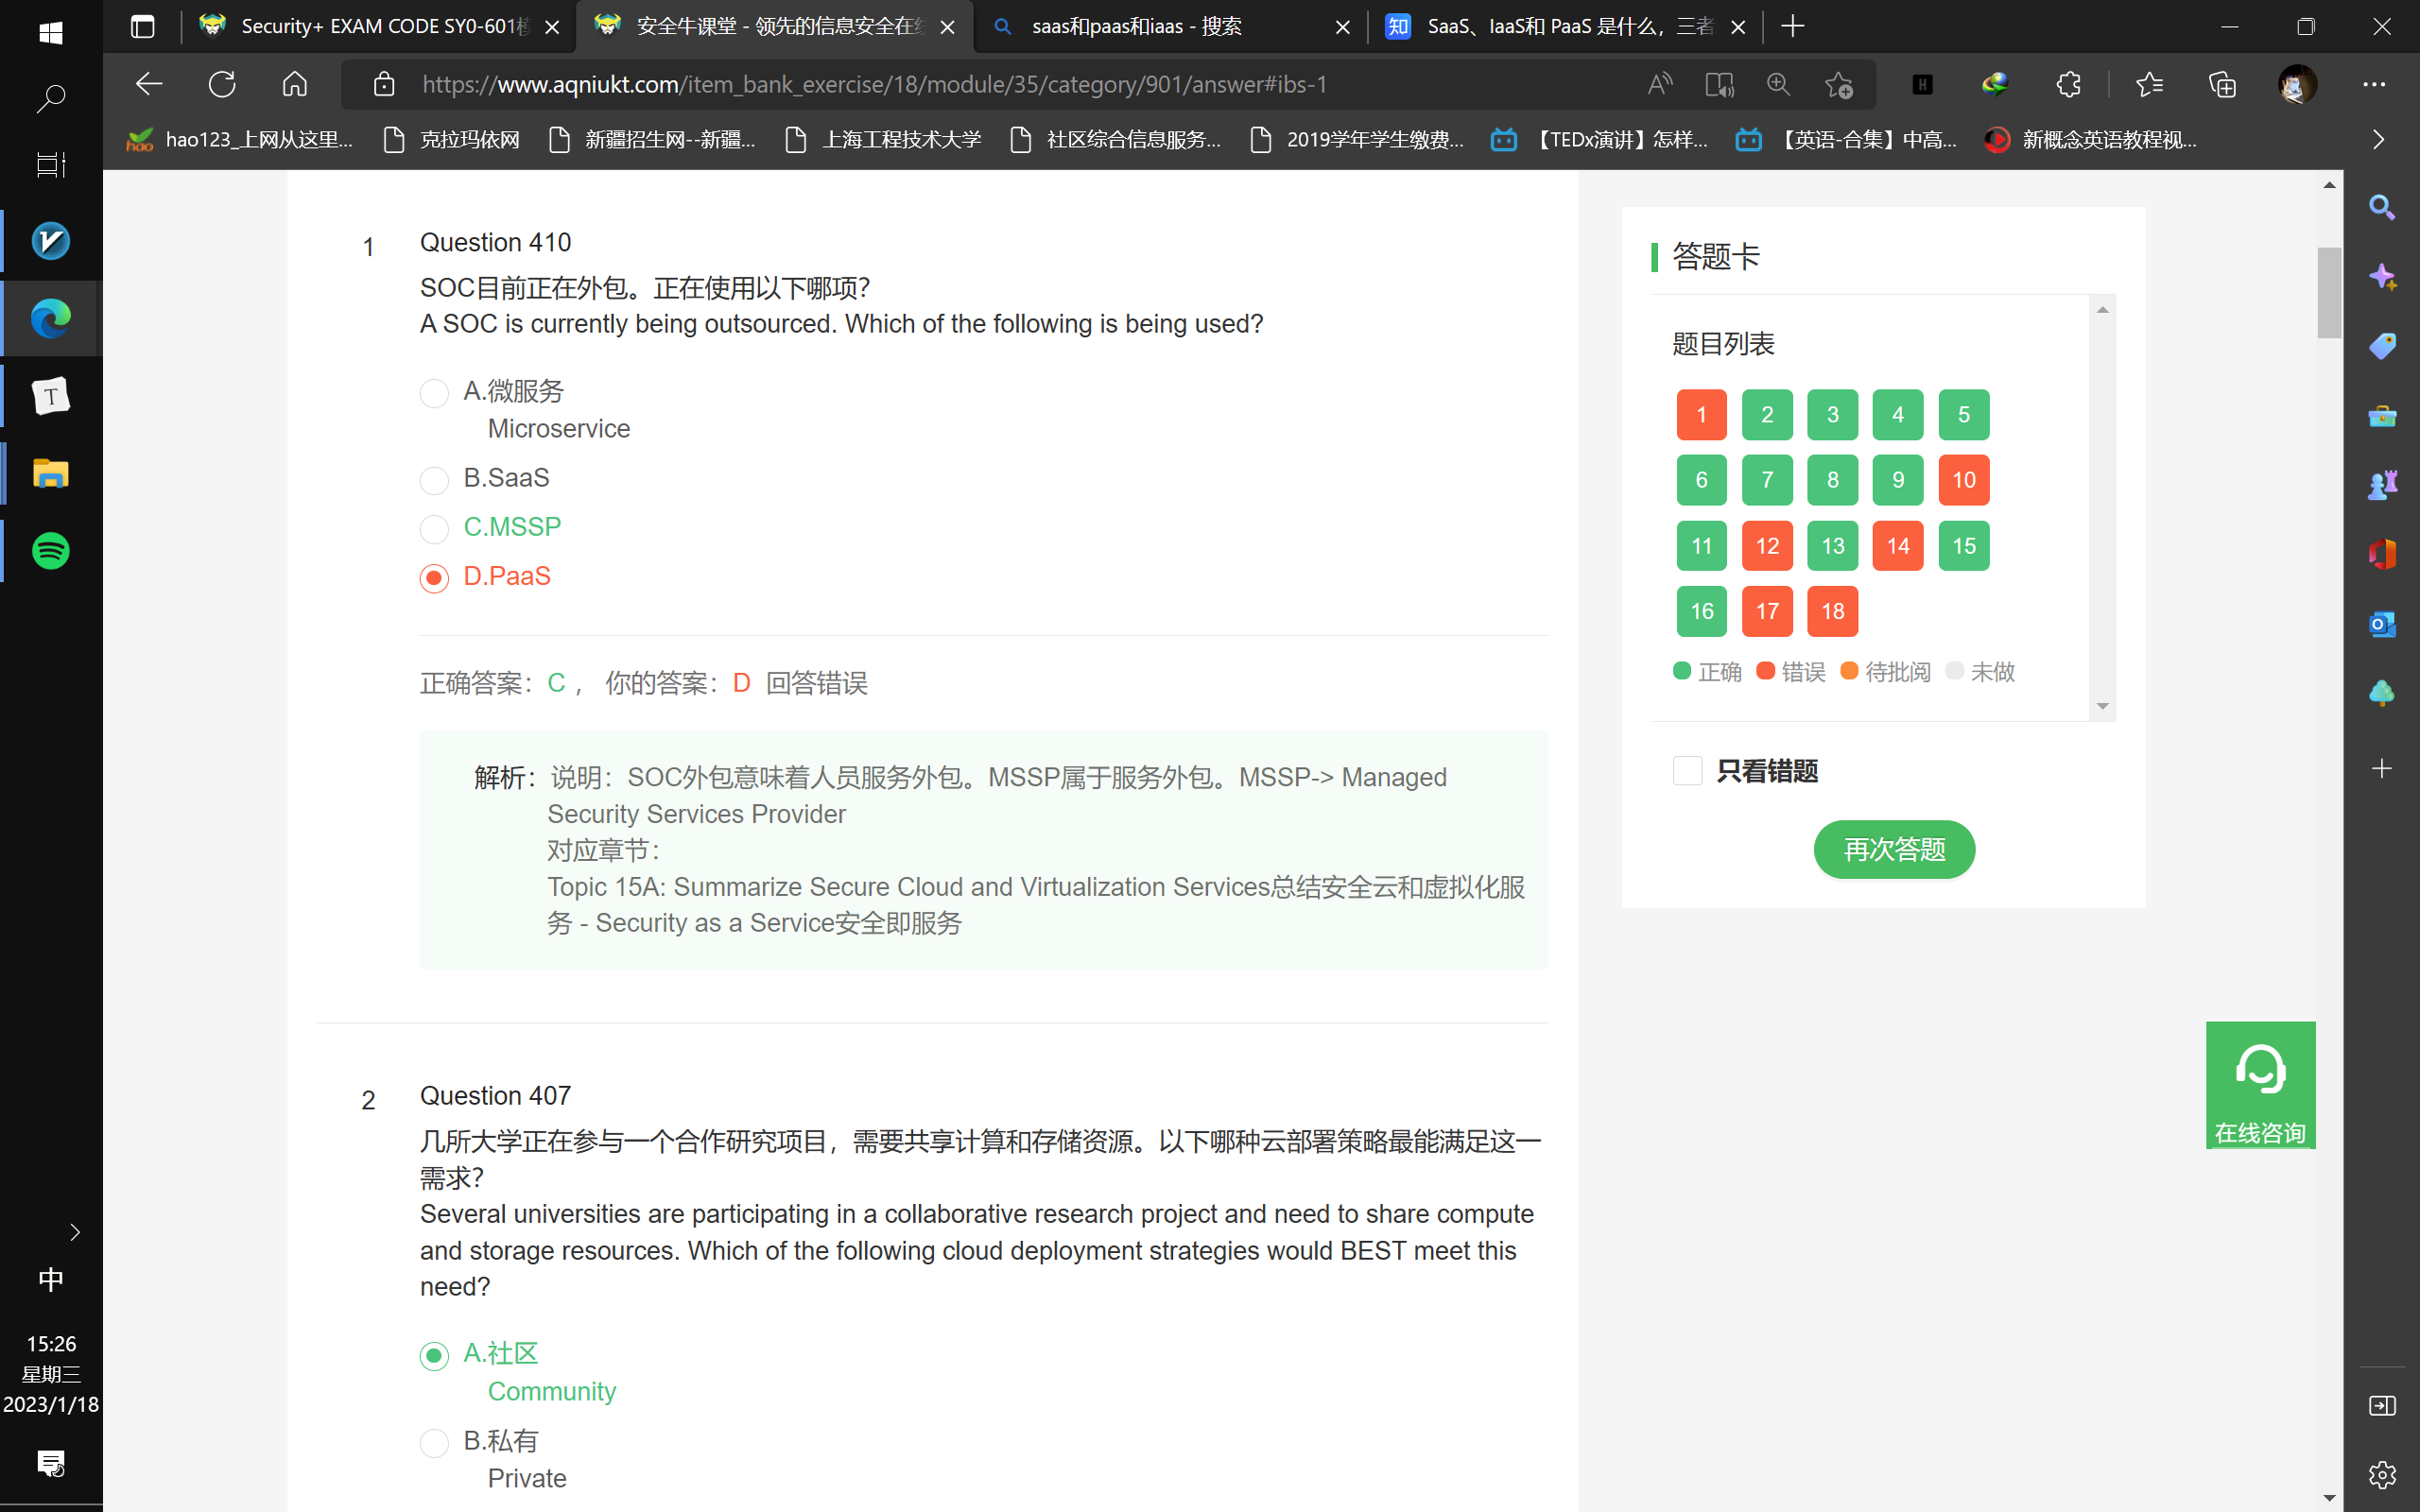 Security+ EXAM CODE SY0-601
安全牛课堂 - 领先的信息安全在
saas和paas和iaas - 搜索
知 SaaS、IaaS和 PaaS 是什么，三者
https://www.aqniukt.com/item_bank_exercise/18/module/35/category/901/answer#ibs-1
hao123_上网从这里...
克拉玛依网
新疆招生网--新疆...
上海工程技术大学
社区综合信息服务...
2019学年学生缴费...
【TEDx演讲】怎样...
【英语-合集】中高...
新概念英语教程视...
1 Question 410
SOC目前正在外包。正在使用以下哪项?
A SOC is currently being outsourced. Which of the following is being used?
A.微服务
Microservice
B.SaaS
C.MSSP
D.PaaS
正确答案：C ， 你的答案：D 回答错误
解析：说明：SOC外包意味着人员服务外包。MSSP属于服务外包。MSSP-> Managed
Security Services Provider
对应章节：
Topic 15A: Summarize Secure Cloud and Virtualization Services总结安全云和虚拟化服
务 - Security as a Service安全即服务
2 Question 407
几所大学正在参与一个合作研究项目，需要共享计算和存储资源。以下哪种云部署策略最能满足这一
需求?
Several universities are participating in a collaborative research project and need to share compute
and storage resources. Which of the following cloud deployment strategies would BEST meet this
need?
A.社区
Community
B.私有
Private
答题卡
题目列表
1 2 3 4 5
6 7 8 9 10
11 12 13 14 15
16 17 18
正确 错误 待批阅 未做
只看错题
再次答题
在线咨询
中
15:26
星期三
2023/1/18